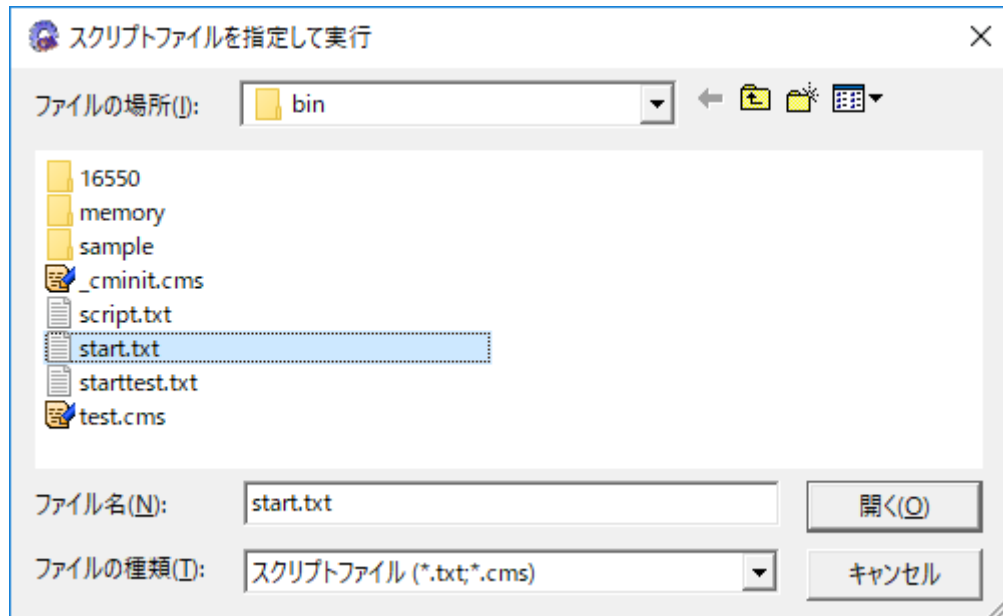 スクリプトファイルを指定して実行
ファイルの場所(I):
bin
16550
memory
sample
_cminit.cms
script.txt
start.txt
starttest.txt
test.cms
ファイル名(N):
start.txt
開く(O)
ファイルの種類(T):
スクリプトファイル (*.txt;*.cms)
キャンセル